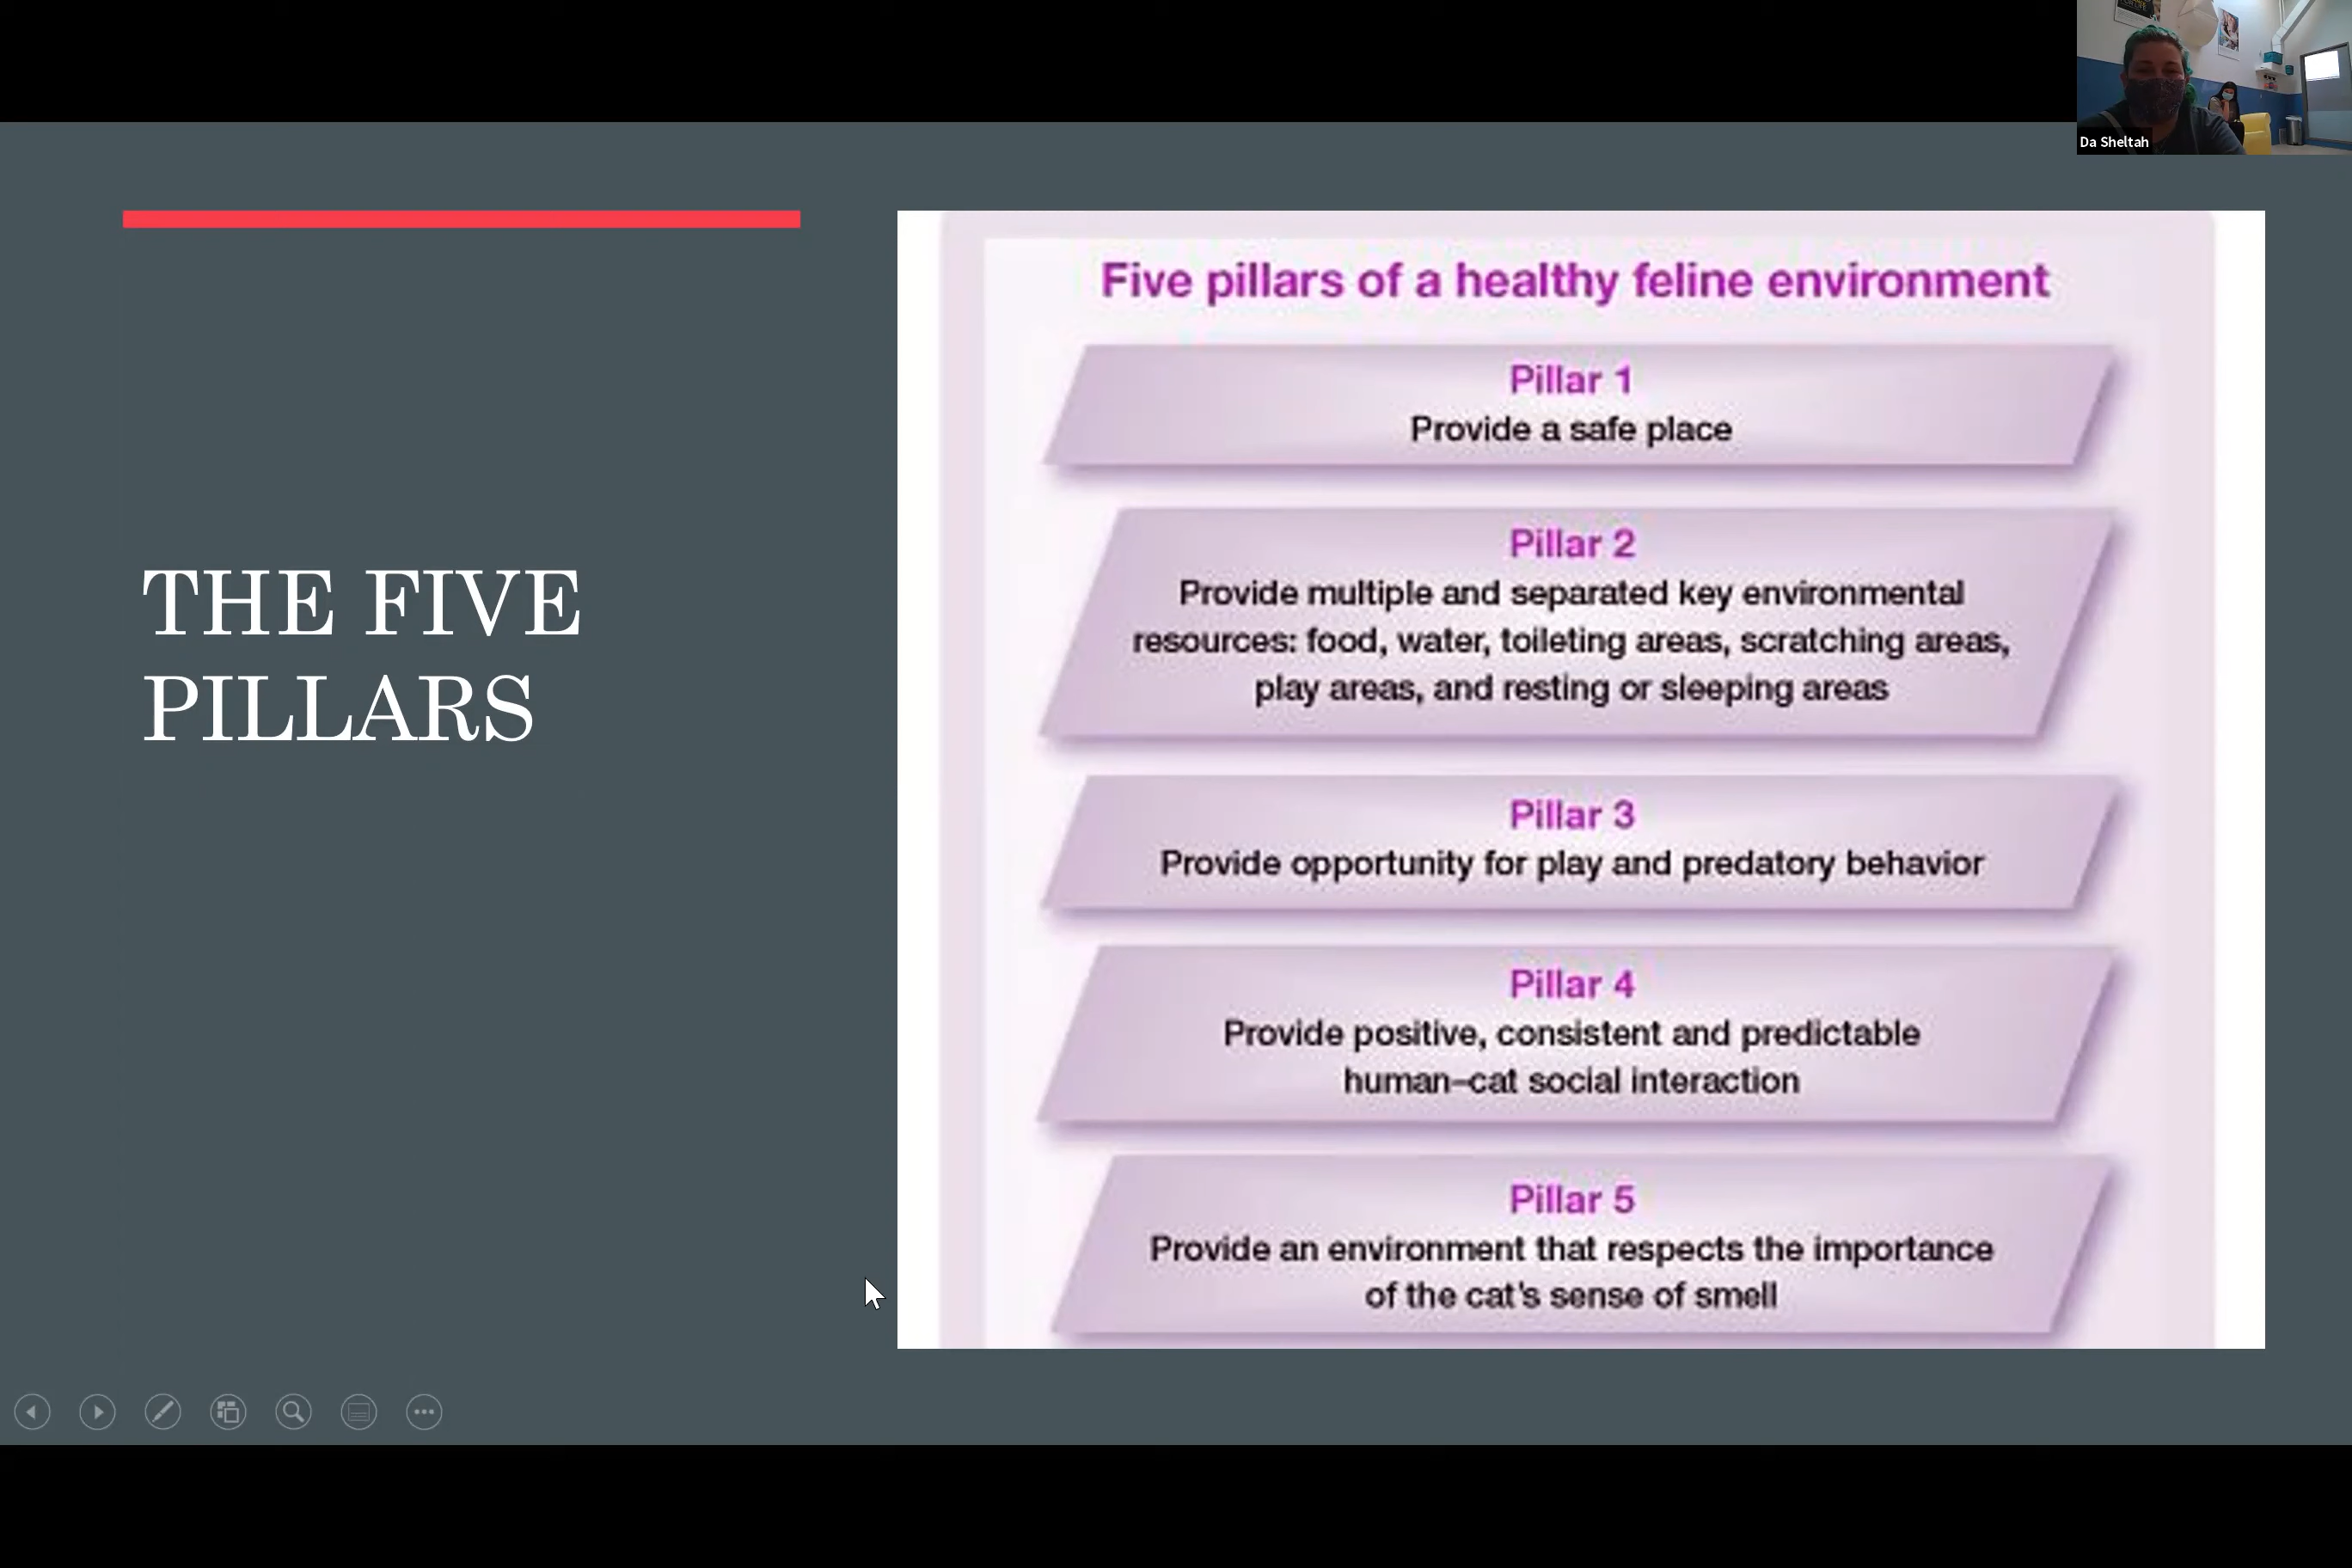 Da Sheltah
THE FIVE
PILLARS
Five pillars of a healthy feline environment
Pillar 1
Provide a safe place
Pillar 2
Provide multiple and separated key environmental
resources: food, water, toileting areas, scratching areas,
play areas, and resting or sleeping areas
Pillar 3
Provide opportunity for play and predatory behavior
Pillar 4
Provide positive, consistent and predictable
human–cat social interaction
Pillar 5
Provide an environment that respects the importance
of the cat's sense of smell